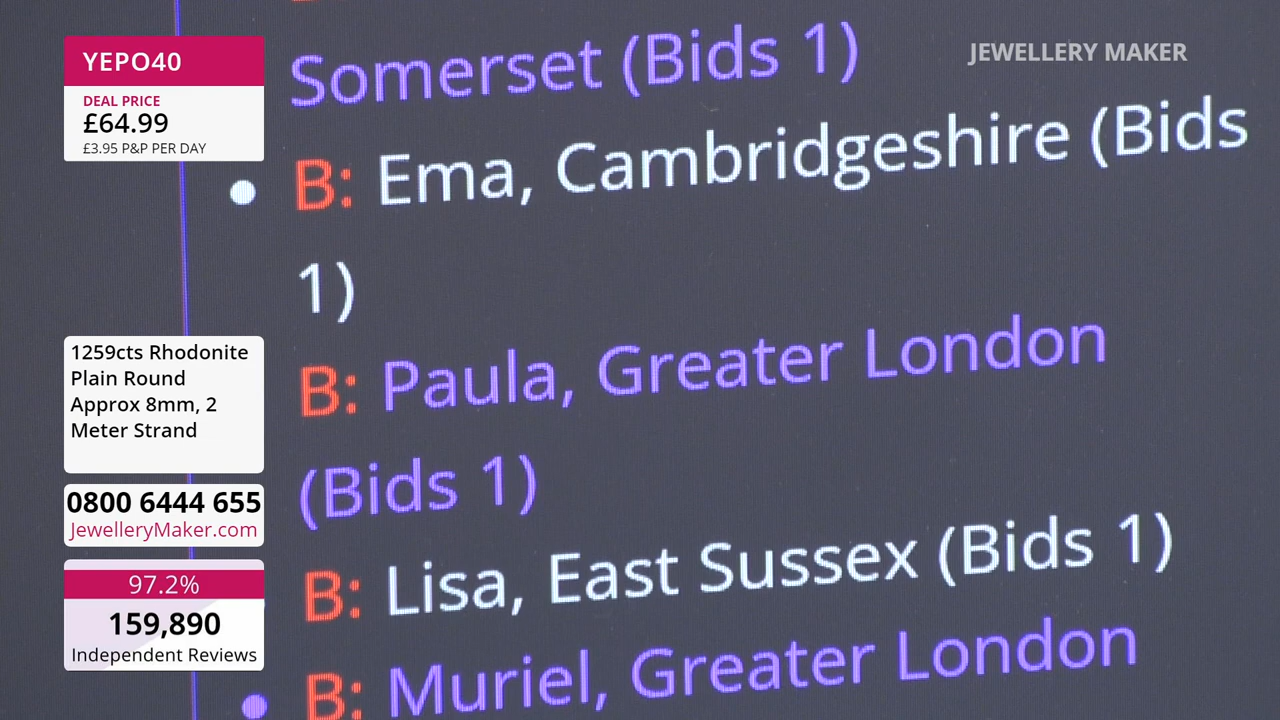 YEPO40
DEAL PRICE
£64.99
£3.95 P&P PER DAY
1259cts Rhodonite
Plain Round
Approx 8mm, 2
Meter Strand
0800 6444 655
JewelleryMaker.com
97.2%
159,890
Independent Reviews
JEWELLERY MAKER
Somerset (Bids 1)
B: Ema, Cambridgeshire (Bids
1)
B: Paula, Greater London
(Bids 1)
B: Lisa, East Sussex (Bids 1)
B: Muriel, Greater London